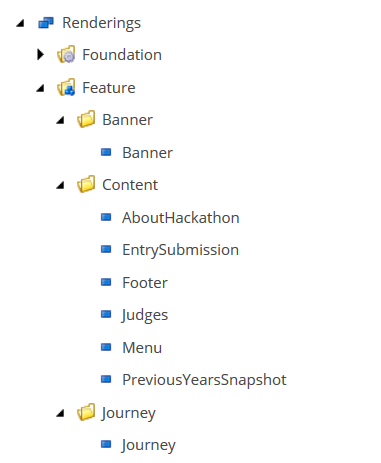 Renderings
Foundation
Feature
Banner
Banner
Content
AboutHackathon
EntrySubmission
Footer
Judges
Menu
PreviousYearsSnapshot
Journey
Journey